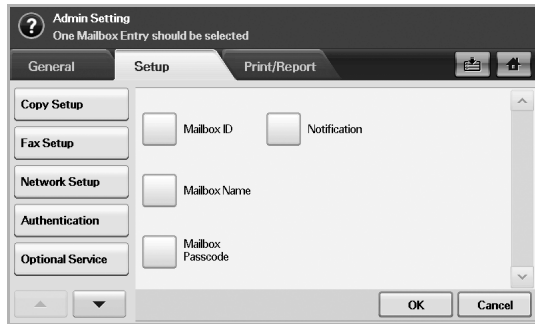 ?
Admin Setting
One Mailbox Entry should be selected
General Setup Print/Report
Copy Setup
Fax Setup
Network Setup
Authentication
Optional Service
Mailbox ID Notification
Mailbox Name
Mailbox
Passcode
OK Cancel